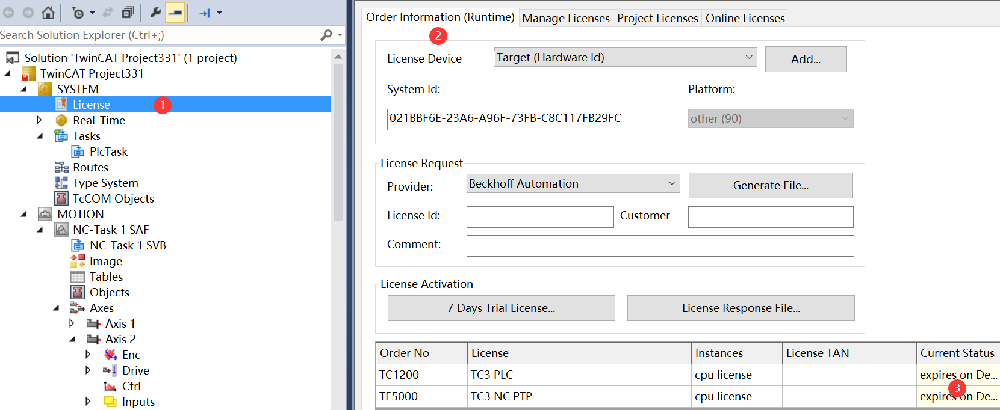 Search Solution Explorer (Ctrl+;)
Solution 'TwinCAT Project331' (1 project)
TwinCAT Project331
SYSTEM
License
1
Real-Time
Tasks
PlcTask
Routes
Type System
TcCOM Objects
MOTION
NC-Task 1 SAF
NC-Task 1 SVB
Image
Tables
Objects
Axes
Axis 1
Axis 2
Enc
Drive
Ctrl
Inputs
Order Information (Runtime) Manage Licenses Project Licenses Online Licenses
2
License Device Target (Hardware Id) Add...
System Id: Platform:
021BBF6E-23A6-A96F-73FB-C8C117FB29FC other (90)
License Request
Provider: Beckhoff Automation Generate File...
License Id: Customer
Comment:
License Activation
7 Days Trial License... License Response File...
Order No License Instances License TAN Current Status
TC1200 TC3 PLC cpu license expires on De...
3
TF5000 TC3 NC PTP cpu license expires on De...